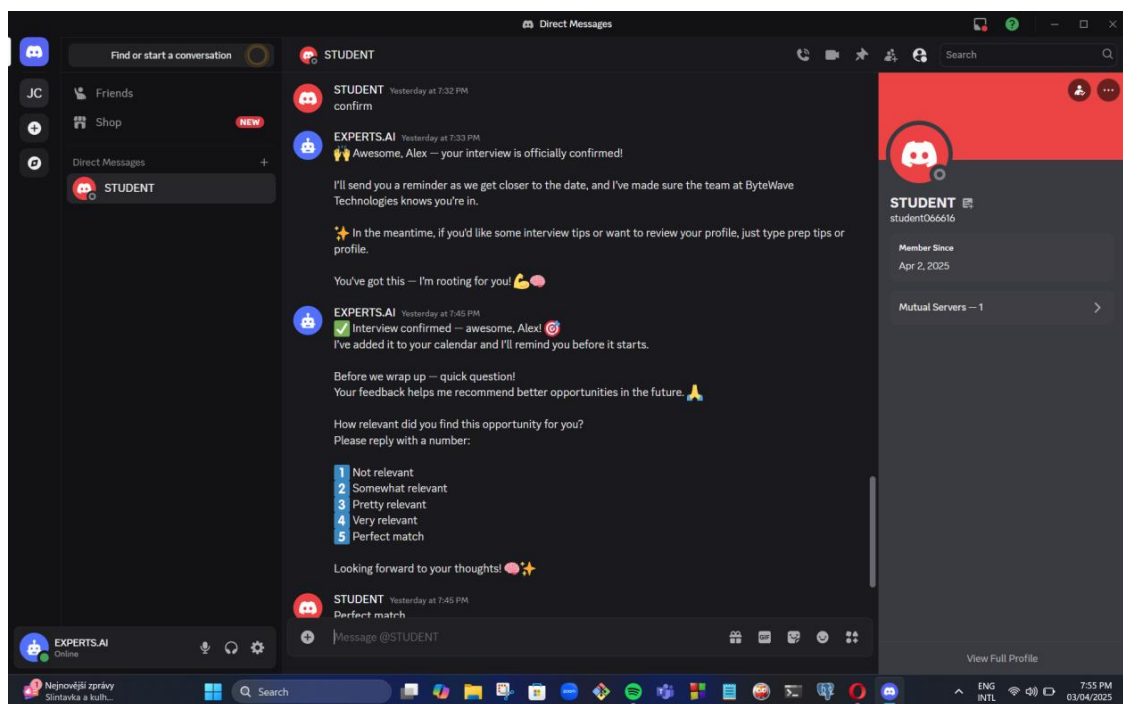 Direct Messages
Find or start a conversation
STUDENT
Search
JC
Friends
Shop
NEW
Direct Messages
STUDENT
STUDENT Yesterday at 7:32 PM
confirm
EXPERTS.AI Yesterday at 7:33 PM
🙌 Awesome, Alex — your interview is officially confirmed!
I'll send you a reminder as we get closer to the date, and I've made sure the team at ByteWave
Technologies knows you're in.
✨ In the meantime, if you'd like some interview tips or want to review your profile, just type prep tips or
profile.
You've got this — I'm rooting for you! 💪🧠
EXPERTS.AI Yesterday at 7:45 PM
✅ Interview confirmed — awesome, Alex! 🎯
I've added it to your calendar and I'll remind you before it starts.
Before we wrap up — quick question!
Your feedback helps me recommend better opportunities in the future. 🙏
How relevant did you find this opportunity for you?
Please reply with a number:
1 Not relevant
2 Somewhat relevant
3 Pretty relevant
4 Very relevant
5 Perfect match
Looking forward to your thoughts! 🧠✨
STUDENT Yesterday at 7:45 PM
Perfect match
Message @STUDENT
GIF
STUDENT
student066616
Member Since
Apr 2, 2025
Mutual Servers — 1
View Full Profile
EXPERTS.AI
Online
1
Nejnovější zprávy
Slintavka a kulh...
Search
zoom
ENG
INTL
7:55 PM
03/04/2025